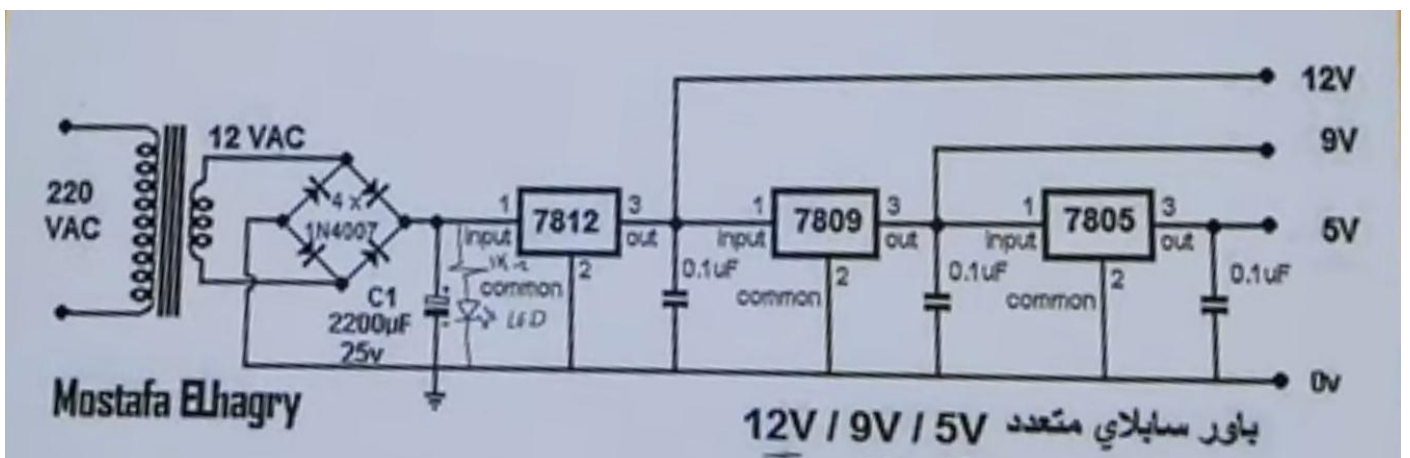 12V
12 VAC
9V
220
VAC
4 x
1N4007
1
7812
3
1
7809
3
1
7805
3
5V
input
out
input
out
input
out
1K Ω
2
0.1uF
2
0.1uF
2
0.1uF
common
common
common
C1
2200µF
25v
LED
0v
Mostafa Elhagry
12V / 9V / 5V باور سابلاي متعدد